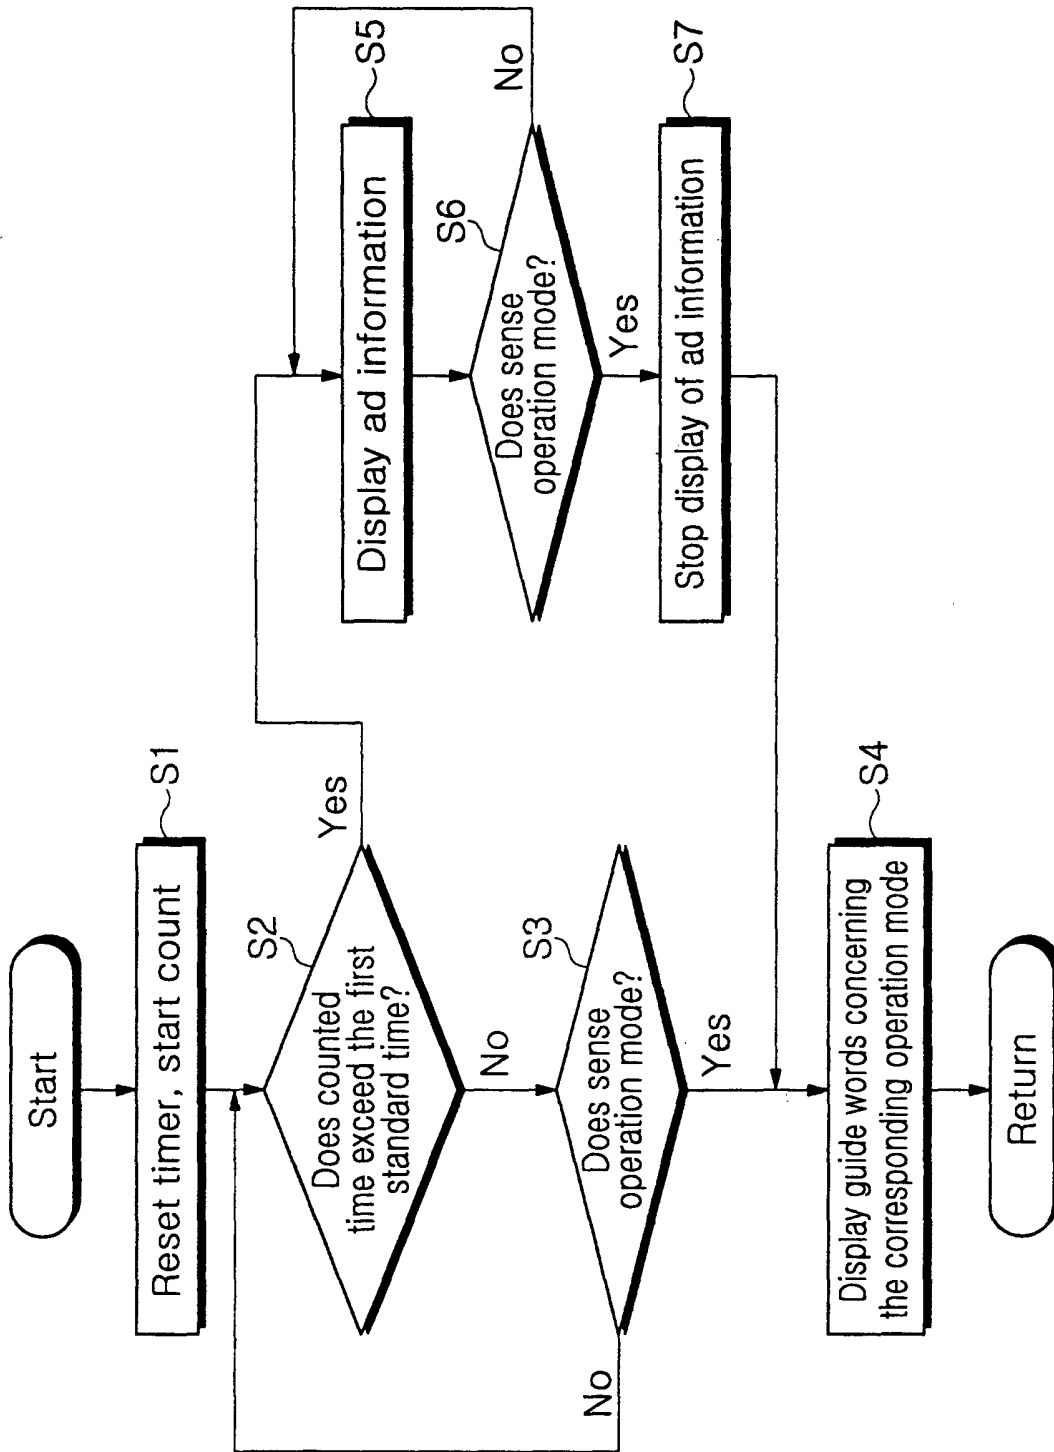 Start
Reset timer, start count
S1
S2
Does counted
time exceed the first
standard time?
Yes
No
S3
Does sense
operation mode?
No
Yes
S4
Display guide words concerning
the corresponding operation mode
Return
Display ad information
S5
S6
Does sense
operation mode?
No
Yes
Stop display of ad information
S7